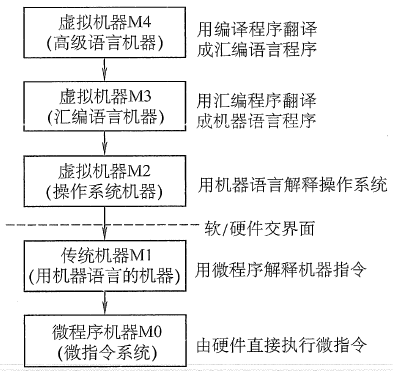 虚拟机器M4
(高级语言机器)
用编译程序翻译
成汇编语言程序
虚拟机器M3
(汇编语言机器)
用汇编程序翻译
成机器语言程序
虚拟机器M2
(操作系统机器)
用机器语言解释操作系统
软/硬件交界面
传统机器M1
(用机器语言的机器)
用微程序解释机器指令
微程序机器M0
(微指令系统)
由硬件直接执行微指令